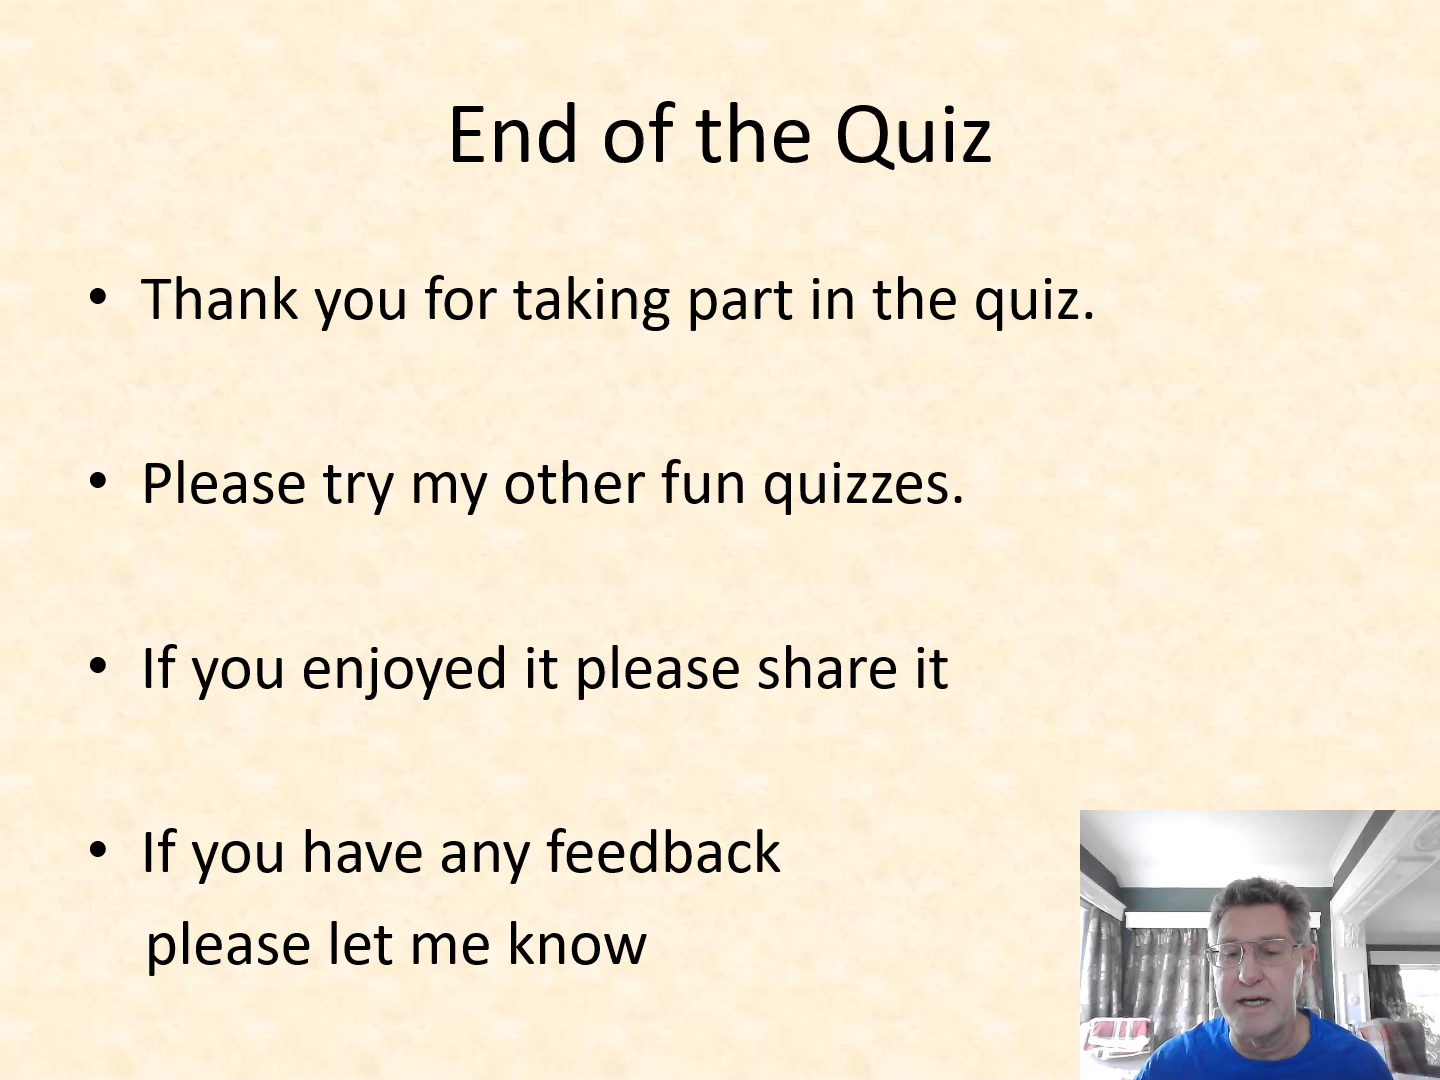 End of the Quiz
• Thank you for taking part in the quiz.
• Please try my other fun quizzes.
• If you enjoyed it please share it
• If you have any feedback
please let me know